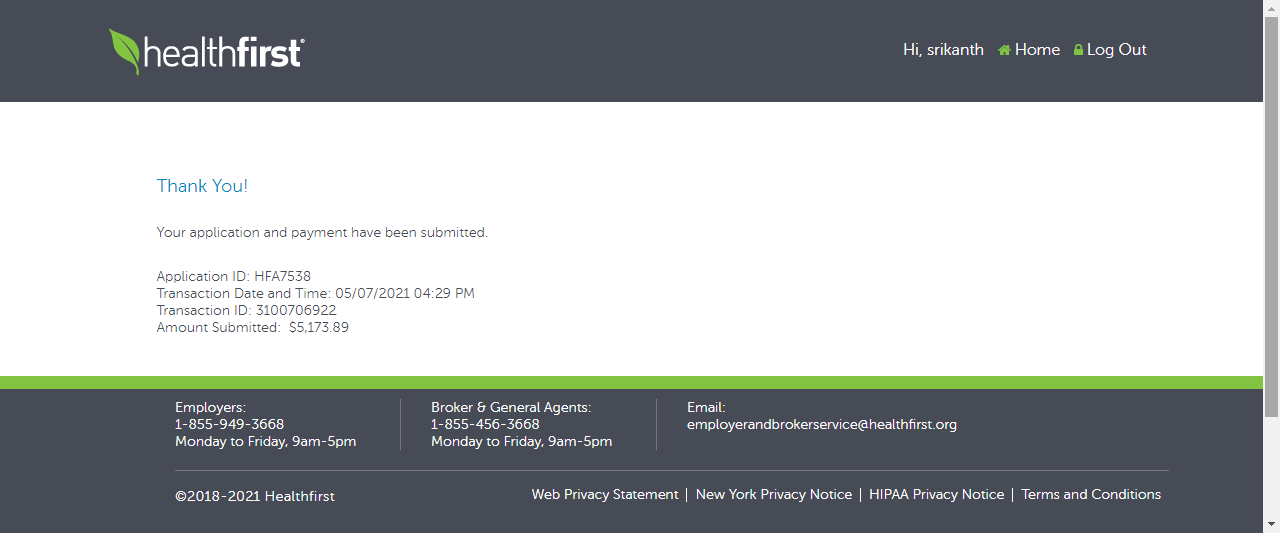 healthfirst®
Hi, srikanth Home Log Out
Thank You!
Your application and payment have been submitted.
Application ID: HFA7538
Transaction Date and Time: 05/07/2021 04:29 PM
Transaction ID: 3100706922
Amount Submitted: $5,173.89
Employers:
1-855-949-3668
Monday to Friday, 9am-5pm
Broker & General Agents:
1-855-456-3668
Monday to Friday, 9am-5pm
Email:
employerandbrokerservice@healthfirst.org
©2018-2021 Healthfirst
Web Privacy Statement | New York Privacy Notice | HIPAA Privacy Notice | Terms and Conditions